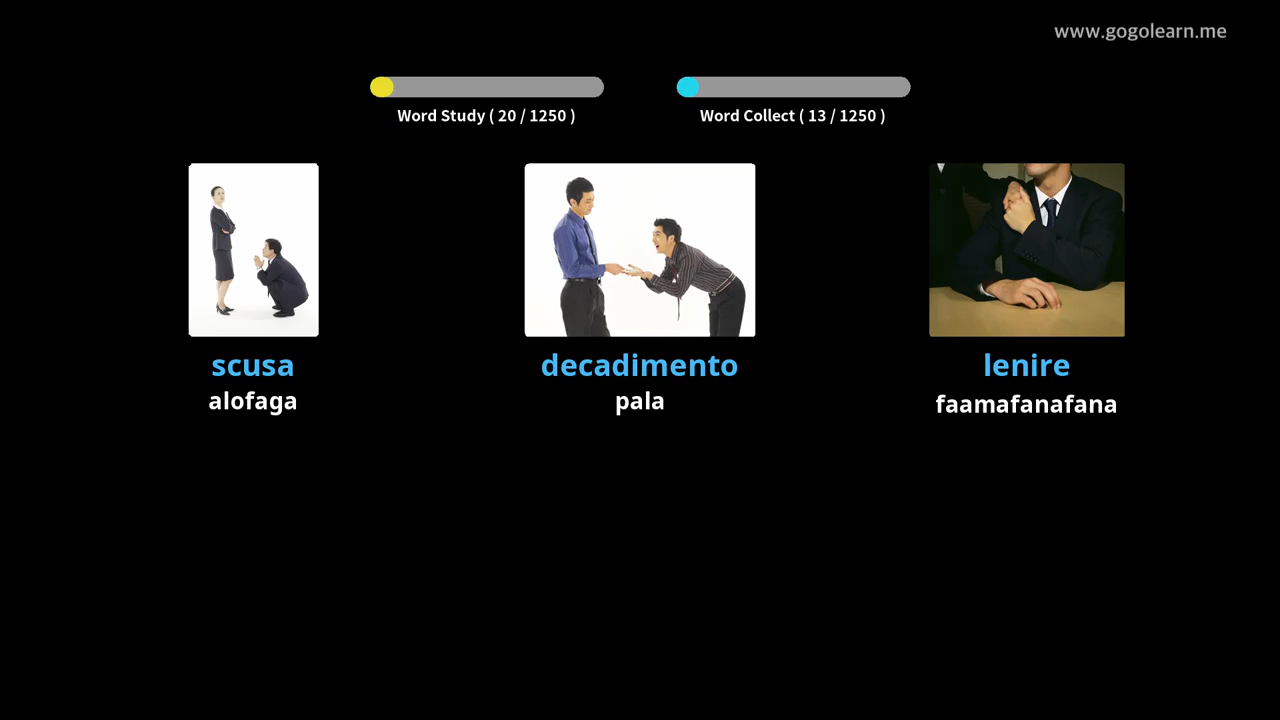 www.gogolearn.me
Word Study ( 20 / 1250 )
Word Collect ( 13 / 1250 )
scusa
alofaga
decadimento
pala
lenire
faamafanafana